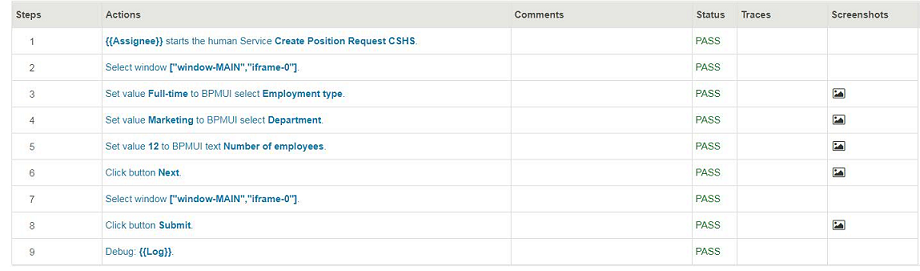 Steps Actions Comments Status Traces Screenshots
1 {{Assignee}} starts the human Service Create Position Request CSHS. PASS
2 Select window ["window-MAIN","iframe-0"]. PASS
3 Set value Full-time to BPMUI select Employment type. PASS
4 Set value Marketing to BPMUI select Department. PASS
5 Set value 12 to BPMUI text Number of employees. PASS
6 Click button Next. PASS
7 Select window ["window-MAIN","iframe-0"]. PASS
8 Click button Submit. PASS
9 Debug: {{Log}}. PASS